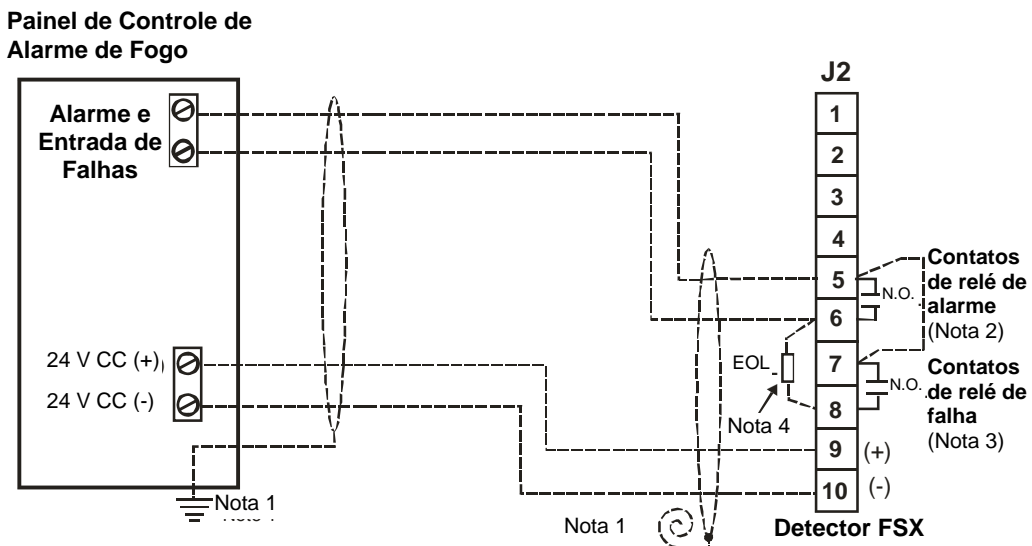 Painel de Controle de
Alarme de Fogo
J2
Alarme e
Entrada de
Falhas
1
2
3
4
5
6
7
8
9
10
N.O.
Contatos
de relé de
alarme
(Nota 2)
EOL
Nota 4
N.O.
Contatos
de relé de
falha
(Nota 3)
24 V CC (+)
24 V CC (-)
(+)
(-)
Nota 1
Nota 1
Detector FSX